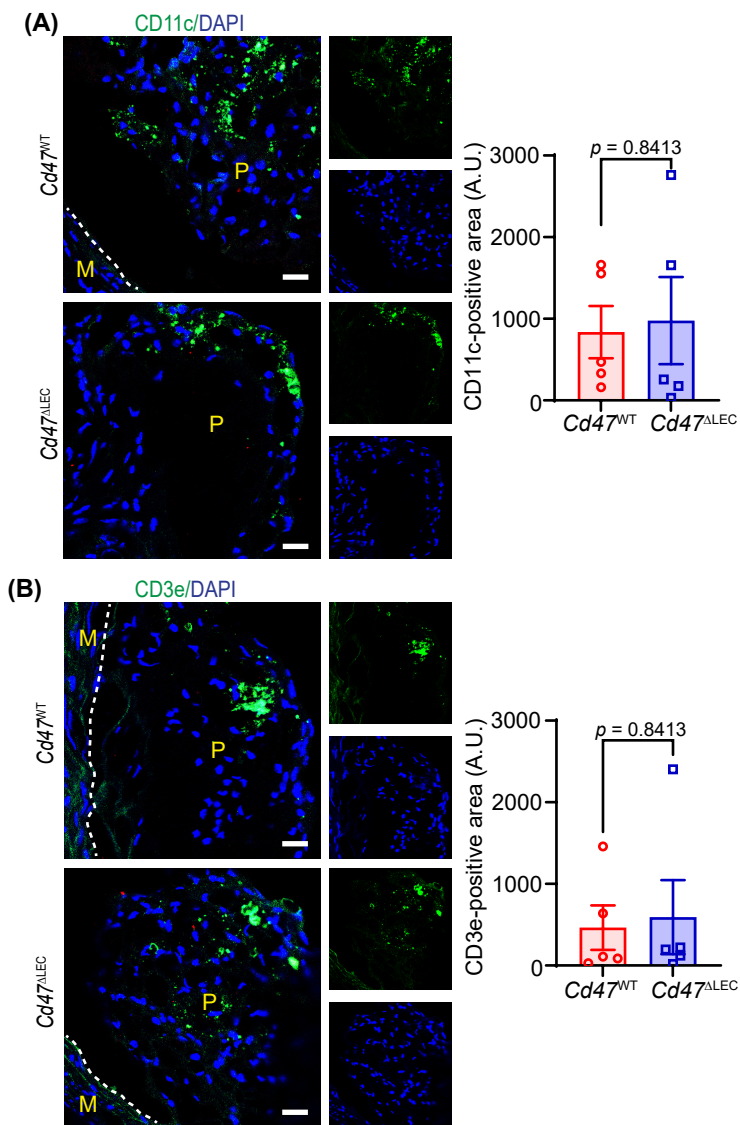 (A)
CD11c/DAPI
Cd47WT
P
M
Cd47ΔLEC
P
CD11c-positive area (A.U.)
3000
2000
1000
0
p = 0.8413
Cd47WT
Cd47ΔLEC
(B)
CD3e/DAPI
Cd47WT
M
P
Cd47ΔLEC
P
M
CD3e-positive area (A.U.)
3000
2000
1000
0
p = 0.8413
Cd47WT
Cd47ΔLEC